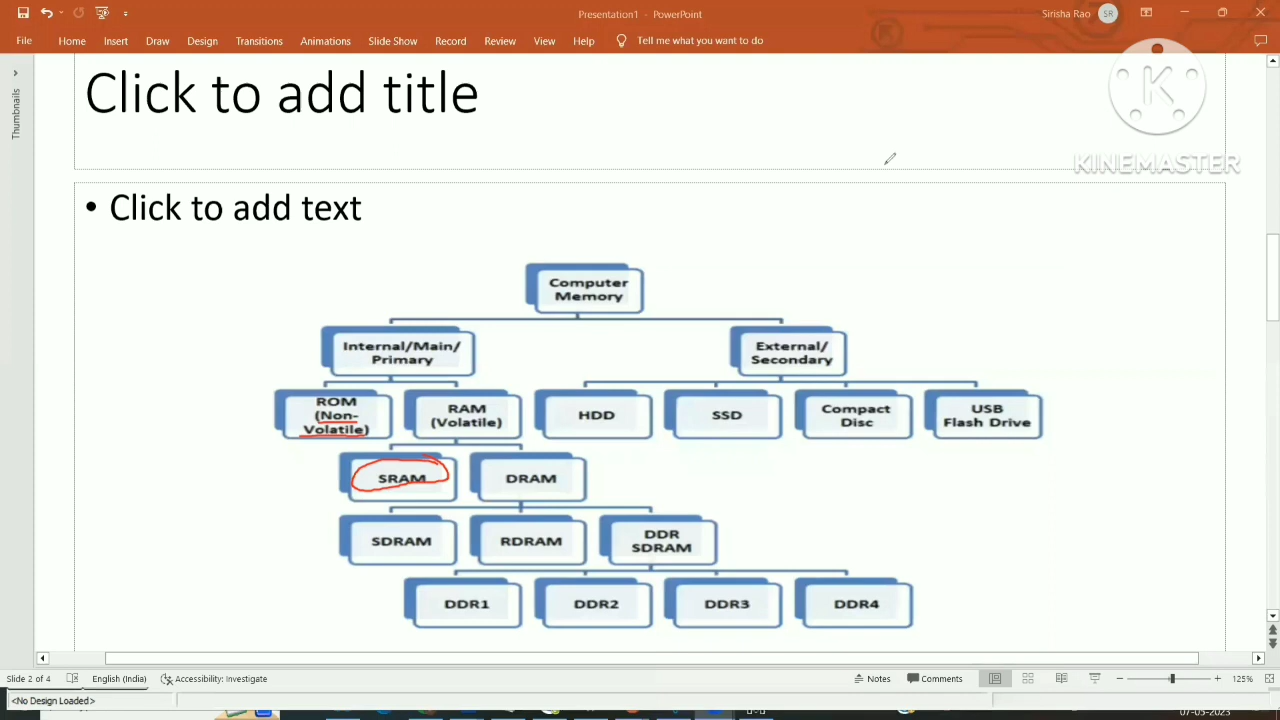 Presentation1 - PowerPoint
Sirisha Rao SR
File Home Insert Draw Design Transitions Animations Slide Show Record Review View Help Tell me what you want to do
Thumbnails
Click to add title
K
KINEMASTER
• Click to add text
Computer
Memory
Internal/Main/
Primary
External/
Secondary
ROM
(Non-
Volatile)
RAM
(Volatile)
HDD
SSD
Compact
Disc
USB
Flash Drive
SRAM
DRAM
SDRAM
RDRAM
DDR
SDRAM
DDR1
DDR2
DDR3
DDR4
Slide 2 of 4 English (India) Accessibility: Investigate Notes Comments 125%
<No Design Loaded>
07-05-2023